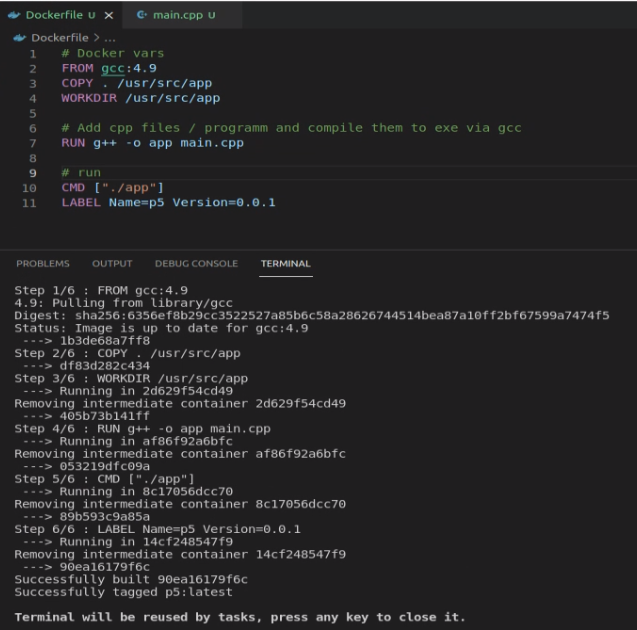 Dockerfile U X main.cpp U
Dockerfile > ...
1 # Docker vars
2 FROM gcc:4.9
3 COPY . /usr/src/app
4 WORKDIR /usr/src/app
5
6 # Add cpp files / programm and compile them to exe via gcc
7 RUN g++ -o app main.cpp
8
9 # run
10 CMD ["./app"]
11 LABEL Name=p5 Version=0.0.1
PROBLEMS OUTPUT DEBUG CONSOLE TERMINAL
Step 1/6 : FROM gcc:4.9
4.9: Pulling from library/gcc
Digest: sha256:6356ef8b29cc3522527a85b6c58a28626744514bea87a10ff2bf67599a7474f5
Status: Image is up to date for gcc:4.9
---> 1b3de68a7ff8
Step 2/6 : COPY . /usr/src/app
---> df83d282c434
Step 3/6 : WORKDIR /usr/src/app
---> Running in 2d629f54cd49
Removing intermediate container 2d629f54cd49
---> 405b73b141ff
Step 4/6 : RUN g++ -o app main.cpp
---> Running in af86f92a6bfc
Removing intermediate container af86f92a6bfc
---> 053219dfc09a
Step 5/6 : CMD ["./app"]
---> Running in 8c17056dcc70
Removing intermediate container 8c17056dcc70
---> 89b593c9a85a
Step 6/6 : LABEL Name=p5 Version=0.0.1
---> Running in 14cf248547f9
Removing intermediate container 14cf248547f9
---> 90ea16179f6c
Successfully built 90ea16179f6c
Successfully tagged p5:latest
Terminal will be reused by tasks, press any key to close it.